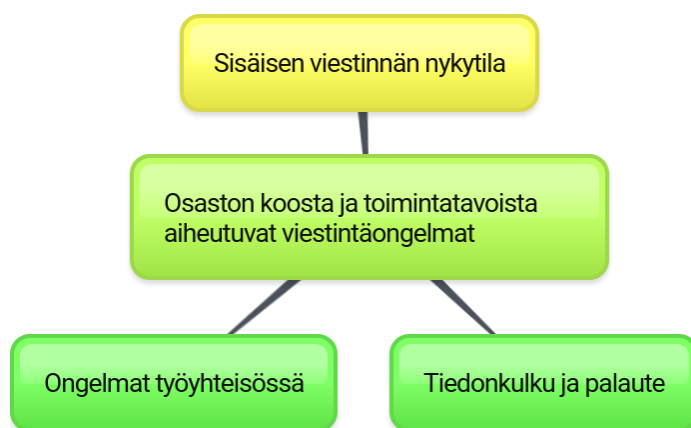 Sisäisen viestinnän nykytila
Osaston koosta ja toimintatavoista
aiheutuvat viestintäongelmat
Ongelmat työyhteisössä
Tiedonkulku ja palaute